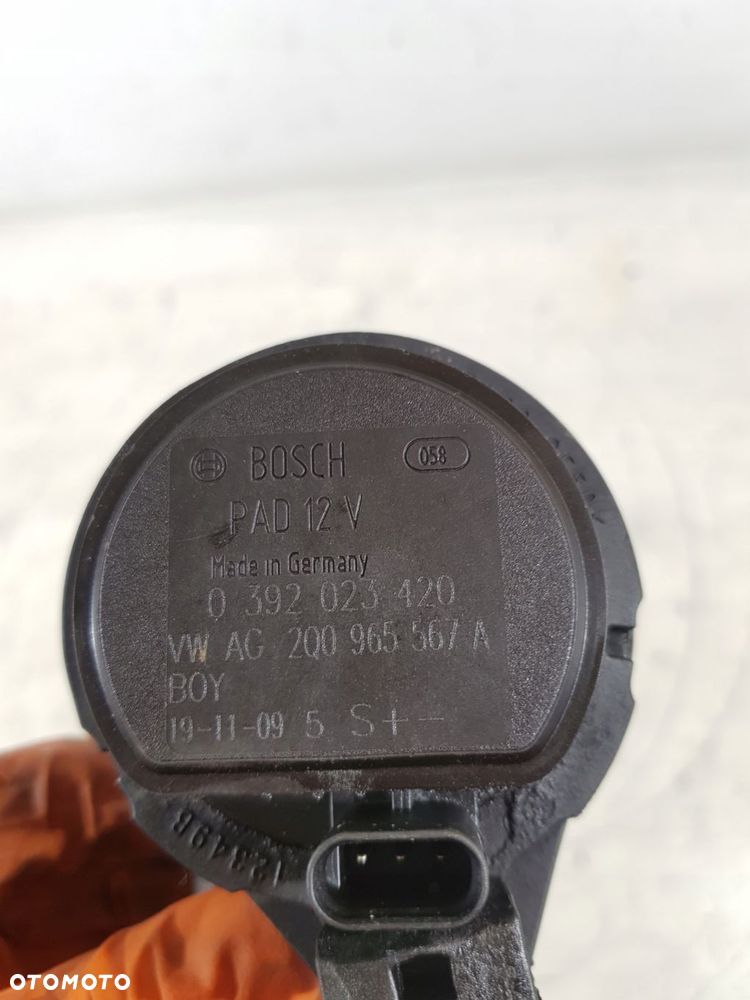 BOSCH 058
PAD 12 V
Made in Germany
0 392 023 420
VW AG 2Q0 965 567 A
BOY
19-11-09 5 S + -
OTOMOTO